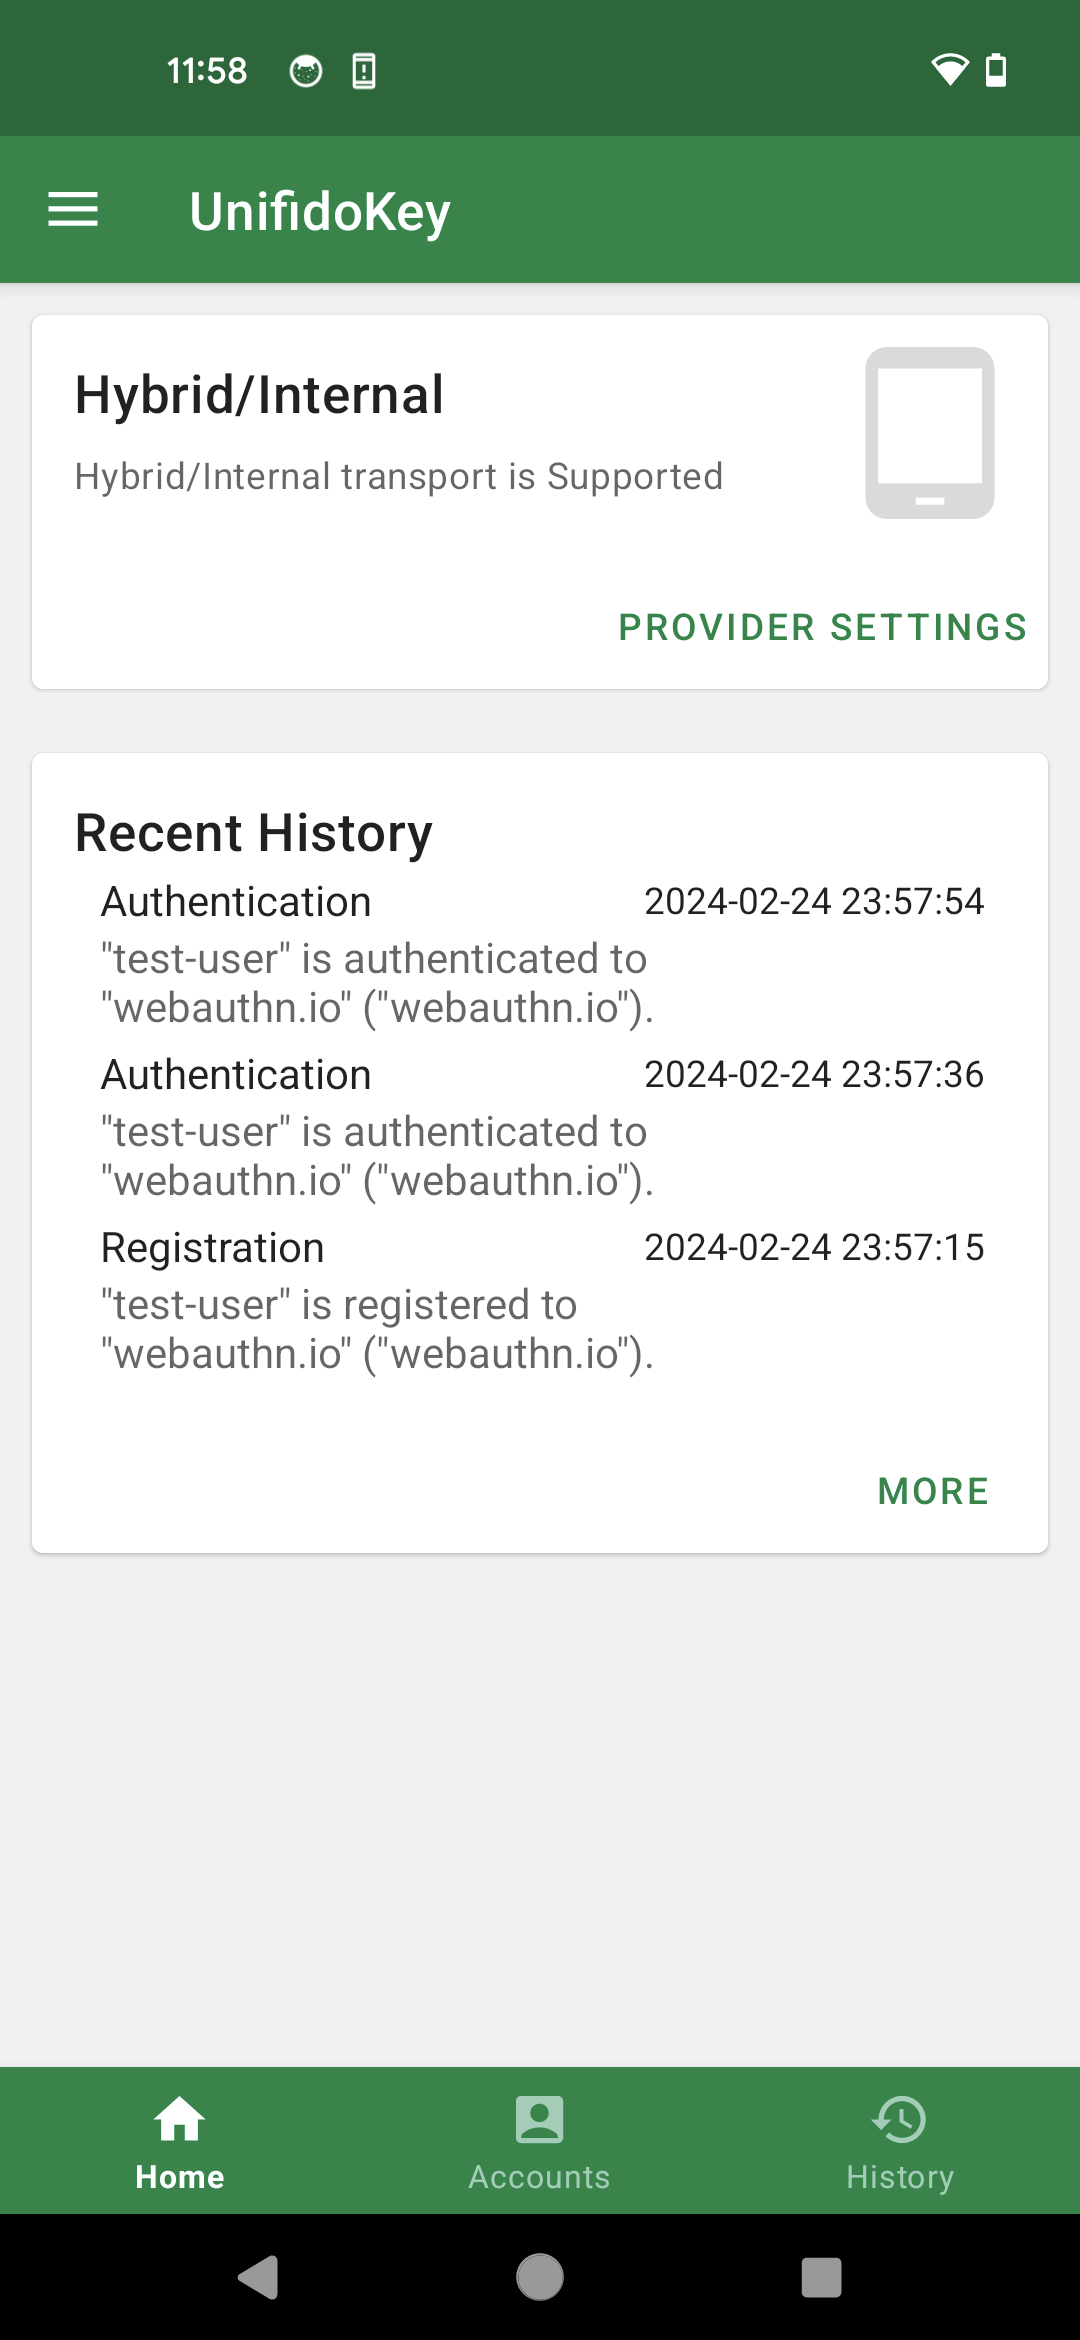 11:58
UnifidoKey
Hybrid/Internal
Hybrid/Internal transport is Supported
PROVIDER SETTINGS
Recent History
Authentication 2024-02-24 23:57:54
"test-user" is authenticated to
"webauthn.io" ("webauthn.io").
Authentication 2024-02-24 23:57:36
"test-user" is authenticated to
"webauthn.io" ("webauthn.io").
Registration 2024-02-24 23:57:15
"test-user" is registered to
"webauthn.io" ("webauthn.io").
MORE
Home Accounts History